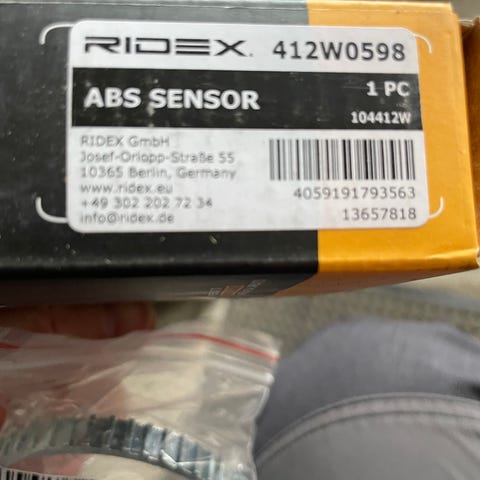 RIDEX. 412W0598
ABS SENSOR
1 PC
104412W
RIDEX GmbH
Josef-Orlopp-Straße 55
10365 Berlin, Germany
www.ridex.eu
+49 302 202 72 34
info@ridex.de
4059191793563
13657818